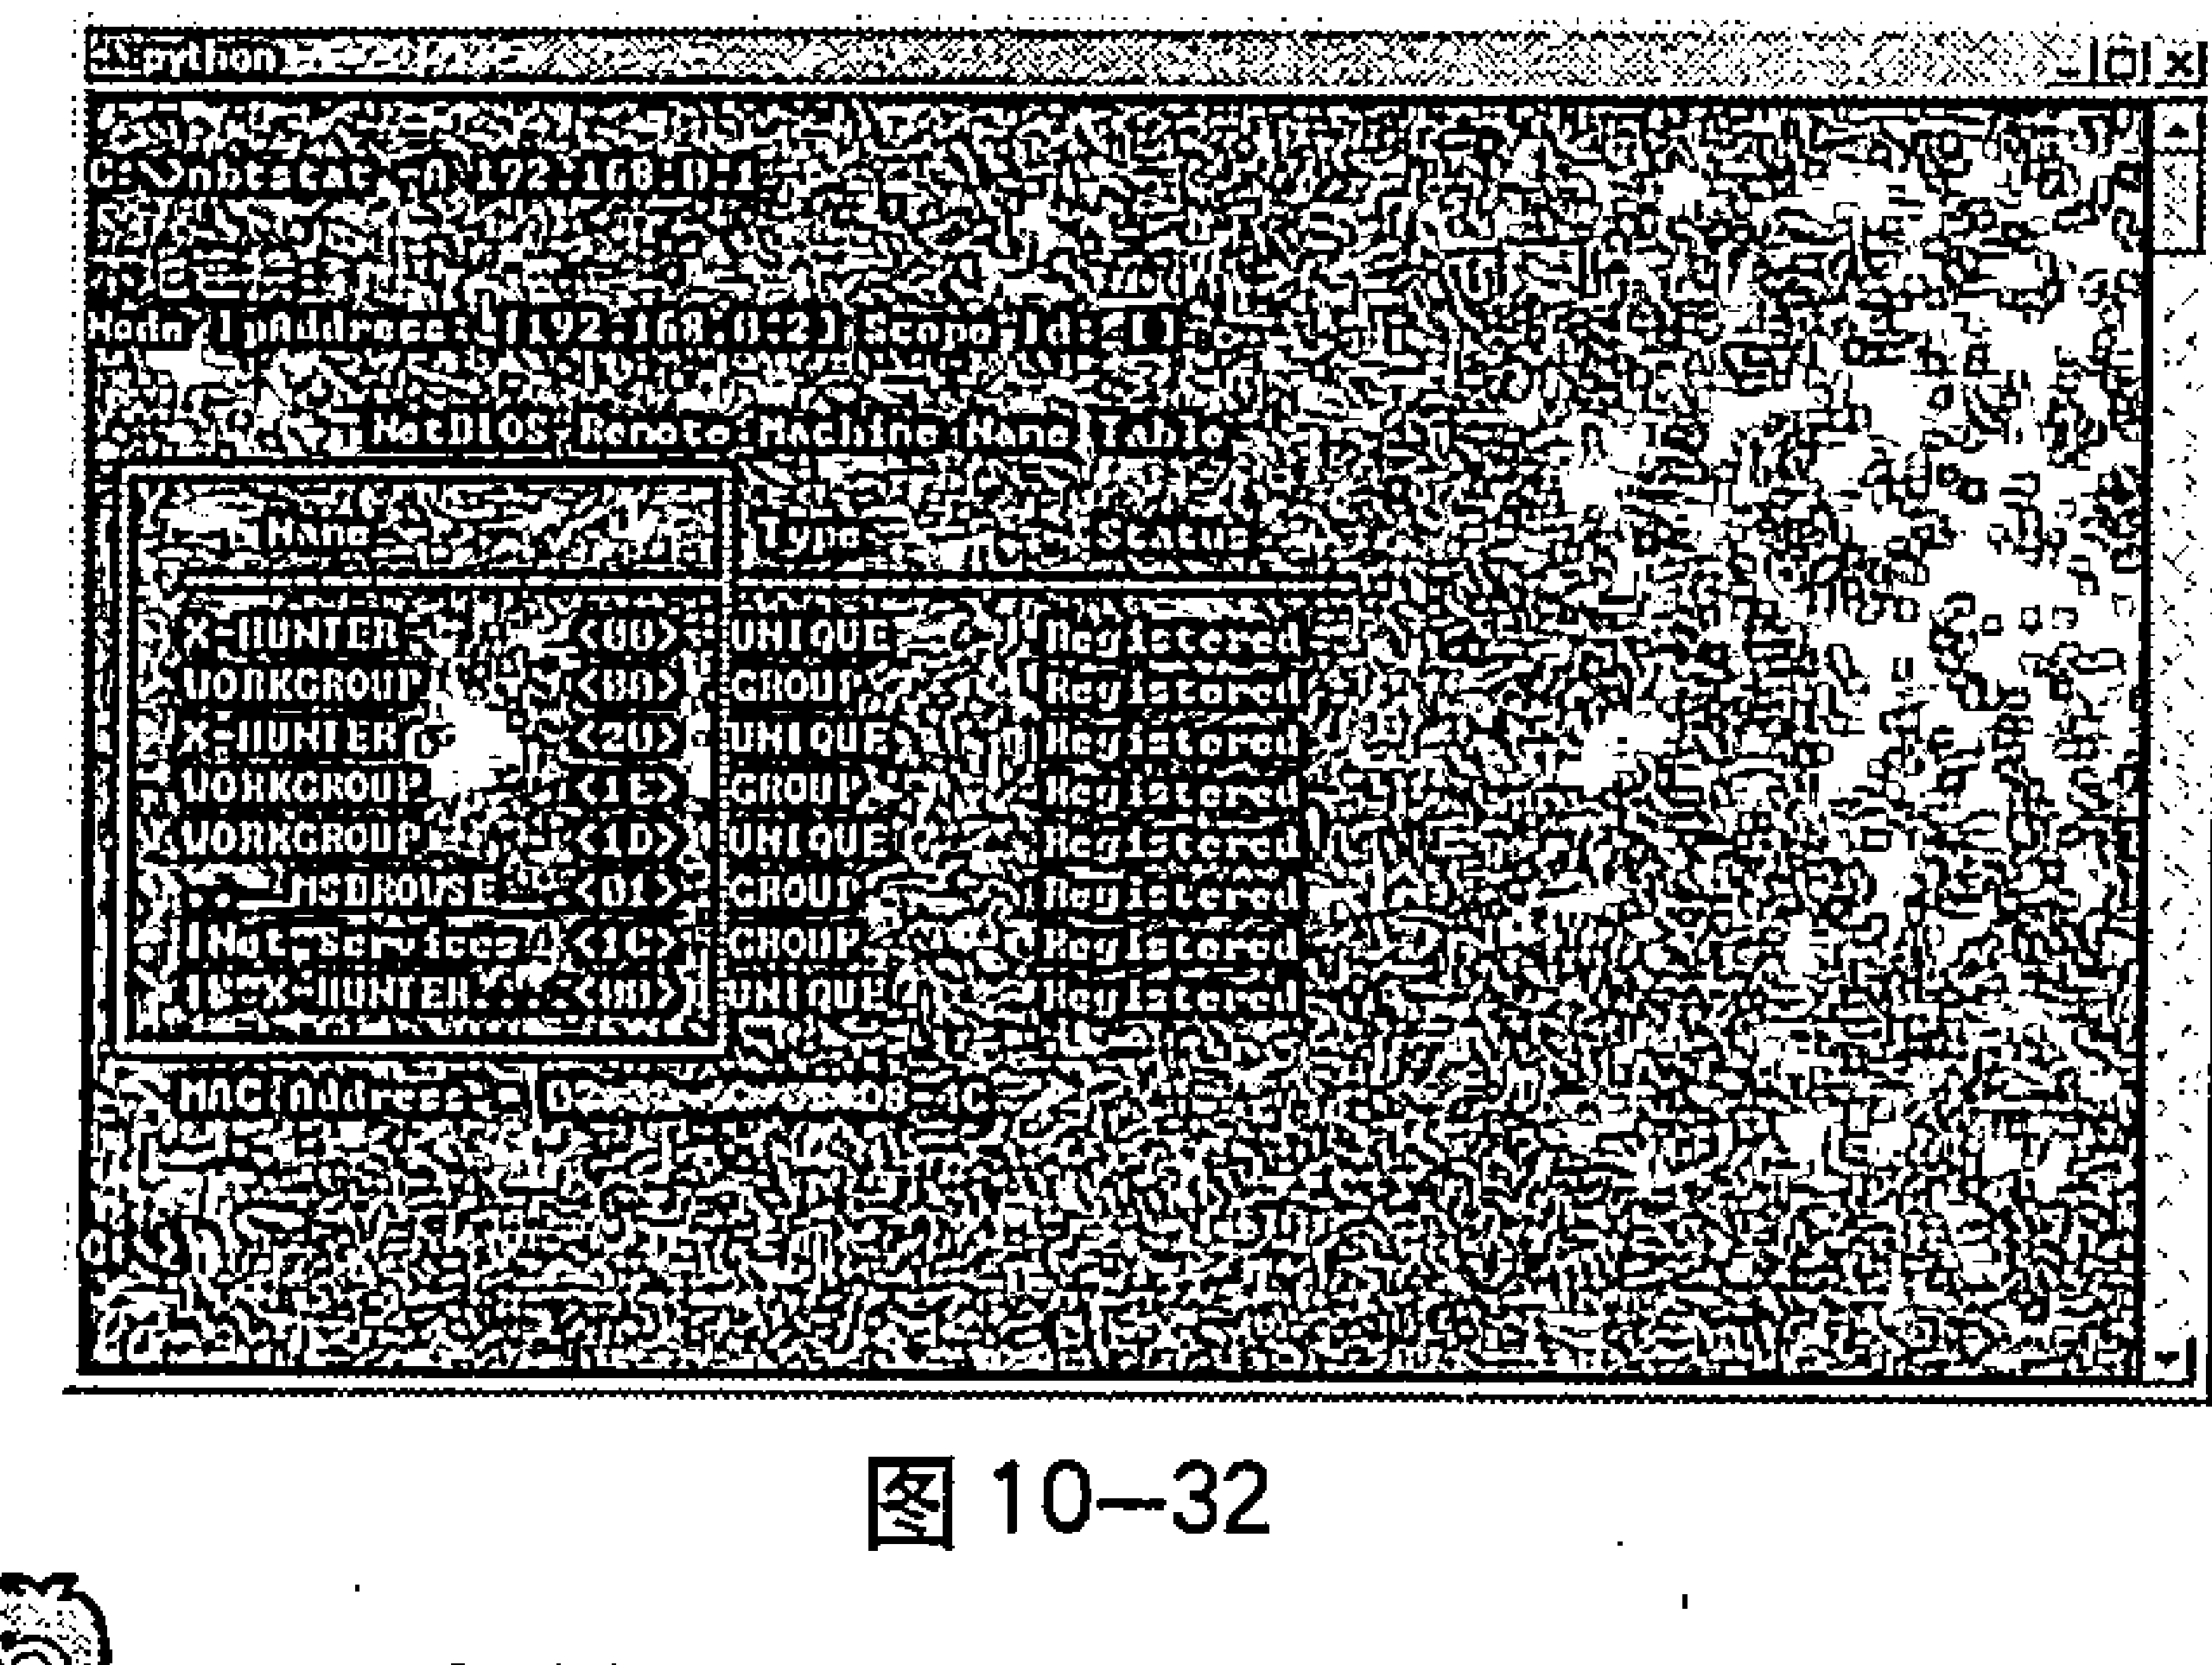 python
C:\>nbtstat -A 192.168.0.1
Node IpAddress: [192.168.0.2] Scope Id: []
NetBIOS Remote Machine Name Table
Name Type Status
X-HUNTER <00> UNIQUE Registered
WORKGROUP <00> GROUP Registered
X-HUNTER <20> UNIQUE Registered
WORKGROUP <1E> GROUP Registered
WORKGROUP <1D> UNIQUE Registered
..__MSBROWSE__. <01> GROUP Registered
INet~Services <1C> GROUP Registered
IS~X-HUNTER.... <00> UNIQUE Registered
MAC Address =
C:\>
图 10—32